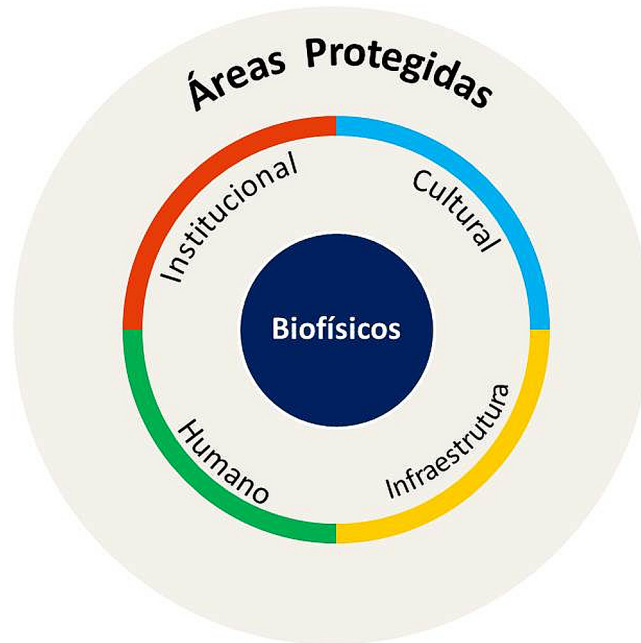 Áreas Protegidas
Institucional
Cultural
Biofísicos
Humano
Infraestrutura